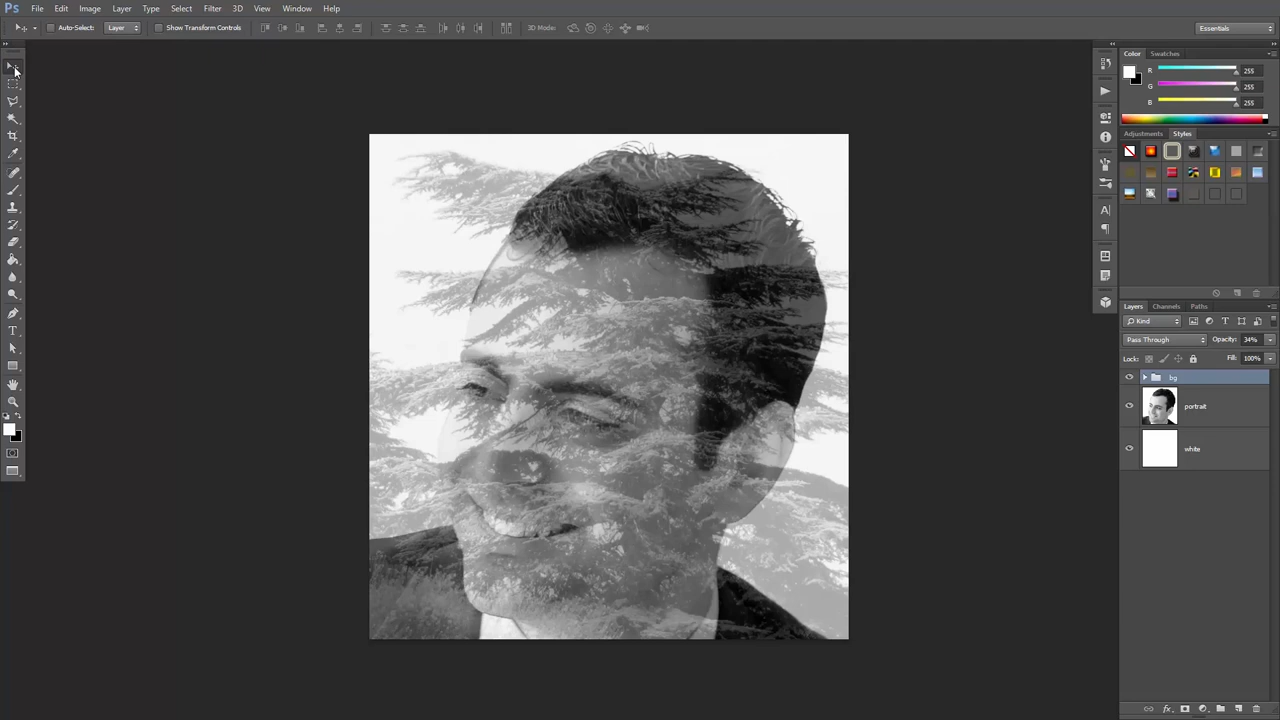 Ps File Edit Image Layer Type Select Filter 3D View Window Help
Auto-Select: Layer Show Transform Controls 3D Mode: Essentials
Color Swatches
R 255
G 255
B 255
Adjustments Styles
Layers Channels Paths
Kind
Pass Through Opacity: 34%
Lock: Fill: 100%
bg
portrait
white